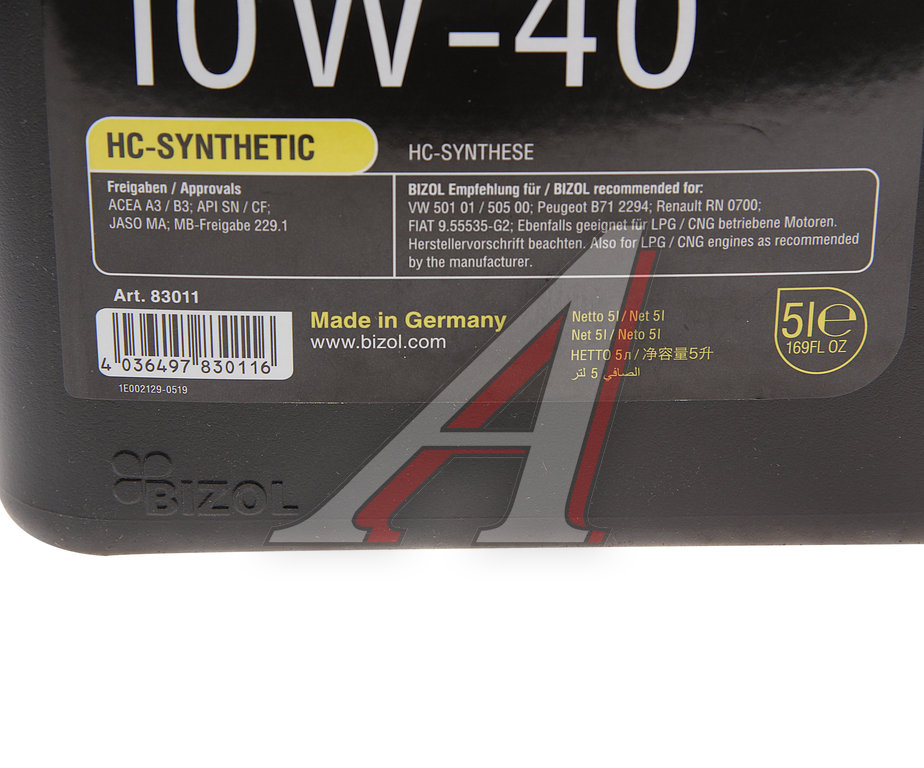 10W-40
HC-SYNTHETIC
HC-SYNTHESE
Freigaben / Approvals
ACEA A3 / B3; API SN / CF;
JASO MA; MB-Freigabe 229.1
BIZOL Empfehlung für / BIZOL recommended for:
VW 501 01 / 505 00; Peugeot B71 2294; Renault RN 0700;
FIAT 9.55535-G2; Ebenfalls geeignet für LPG / CNG betriebene Motoren.
Herstellervorschrift beachten. Also for LPG / CNG engines as recommended
by the manufacturer.
Art. 83011
4 036497 830116
1E002129-0519
Made in Germany
www.bizol.com
Netto 5l / Net 5l
Net 5l / Neto 5l
НЕТТО 5л / 净容量5升
الصافي 5 لتر
5l e
169FL OZ
BIZOL